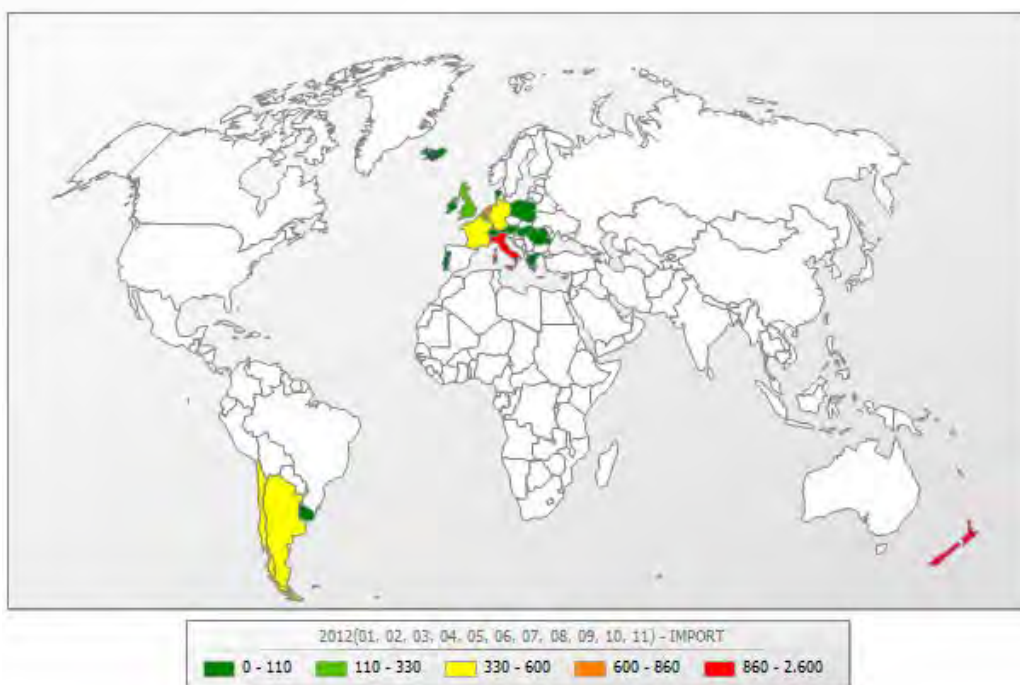 2012(01, 02, 03, 04, 05, 06, 07, 08, 09, 10, 11) - IMPORT
0 - 110 110 - 330 330 - 600 600 - 860 860 - 2.600